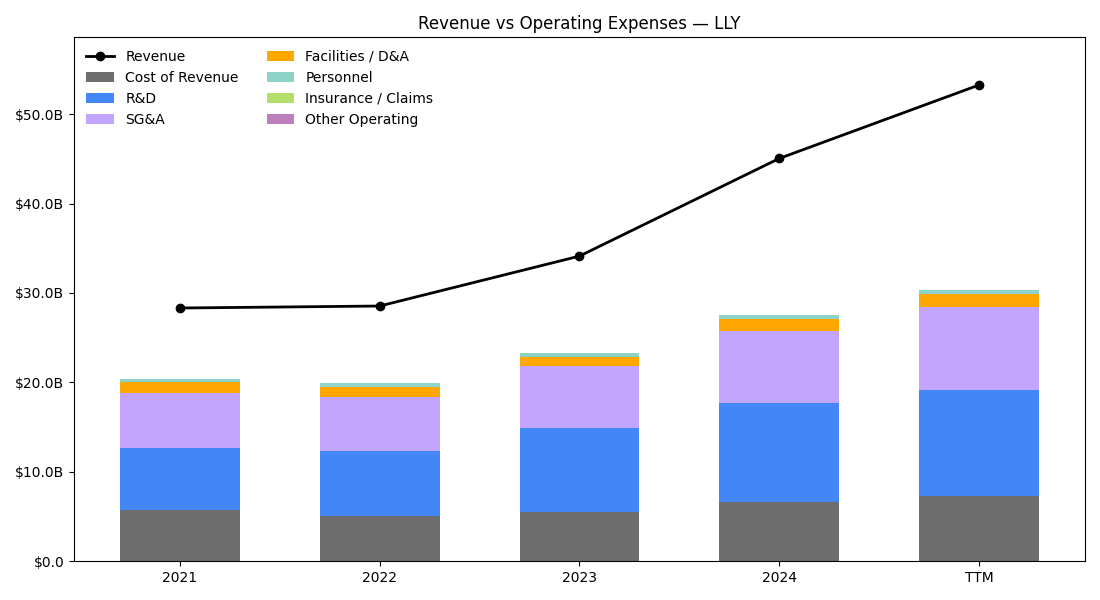 Revenue vs Operating Expenses — LLY
Revenue
Cost of Revenue
R&D
SG&A
Facilities / D&A
Personnel
Insurance / Claims
Other Operating
$50.0B
$40.0B
$30.0B
$20.0B
$10.0B
$0.0
2021 2022 2023 2024 TTM